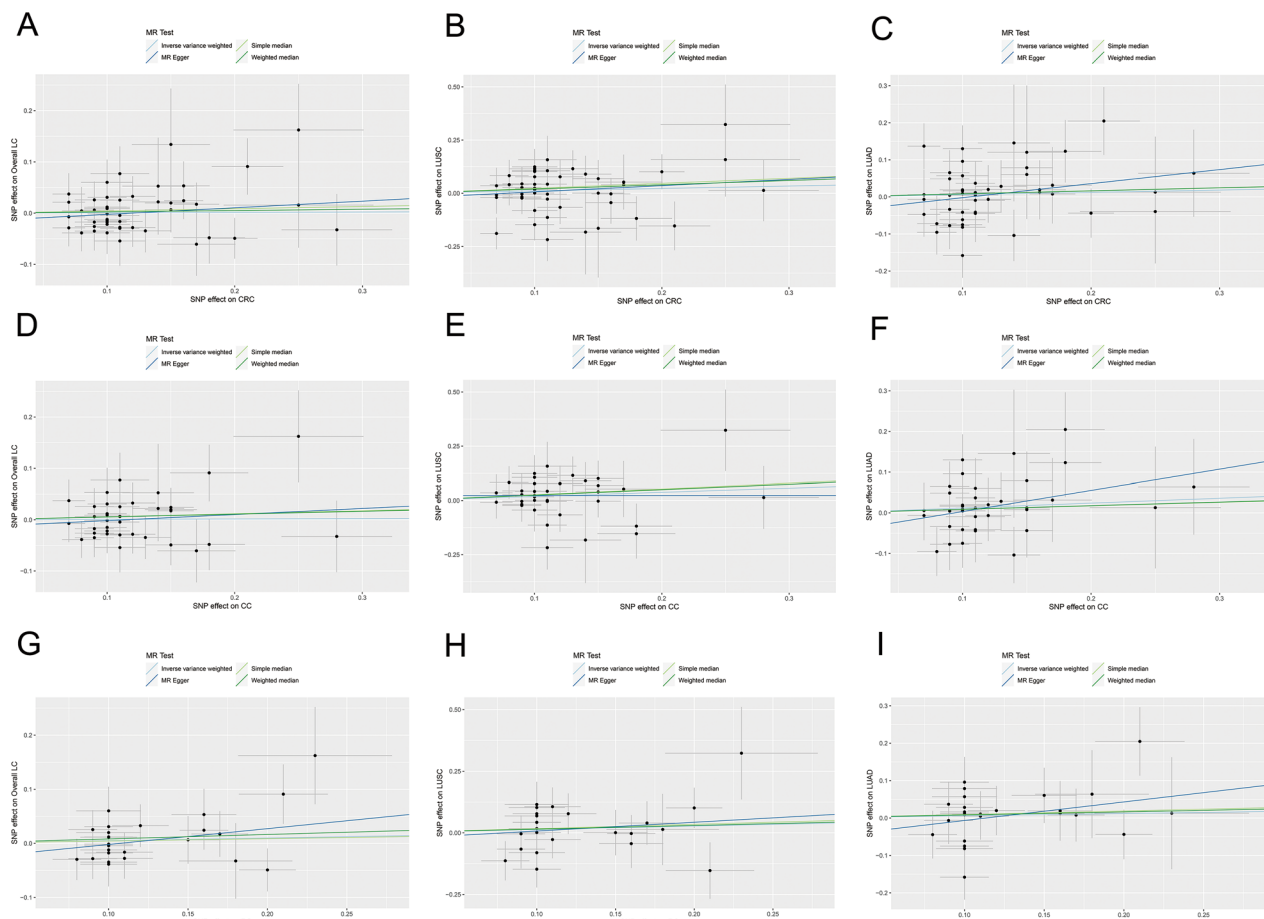 A
MR Test
Inverse variance weighted
Simple median
MR Egger
Weighted median
SNP effect on Overall LC
0.2
0.1
0.0
−0.1
0.1
0.2
0.3
SNP effect on CRC
B
MR Test
Inverse variance weighted
Simple median
MR Egger
Weighted median
SNP effect on LUSC
0.50
0.25
0.00
−0.25
0.1
0.2
0.3
SNP effect on CRC
C
MR Test
Inverse variance weighted
Simple median
MR Egger
Weighted median
SNP effect on LUAD
0.3
0.2
0.1
0.0
−0.1
−0.2
0.1
0.2
0.3
SNP effect on CRC
D
MR Test
Inverse variance weighted
Simple median
MR Egger
Weighted median
SNP effect on Overall LC
0.2
0.1
0.0
−0.1
0.1
0.2
0.3
SNP effect on CC
E
MR Test
Inverse variance weighted
Simple median
MR Egger
Weighted median
SNP effect on LUSC
0.50
0.25
0.00
−0.25
0.1
0.2
0.3
SNP effect on CC
F
MR Test
Inverse variance weighted
Simple median
MR Egger
Weighted median
SNP effect on LUAD
0.3
0.2
0.1
0.0
−0.1
0.1
0.2
0.3
SNP effect on CC
G
MR Test
Inverse variance weighted
Simple median
MR Egger
Weighted median
SNP effect on Overall LC
0.2
0.1
0.0
−0.1
0.10
0.15
0.20
0.25
H
MR Test
Inverse variance weighted
Simple median
MR Egger
Weighted median
SNP effect on LUSC
0.50
0.25
0.00
−0.25
0.10
0.15
0.20
0.25
I
MR Test
Inverse variance weighted
Simple median
MR Egger
Weighted median
SNP effect on LUAD
0.3
0.2
0.1
0.0
−0.1
−0.2
0.10
0.15
0.20
0.25